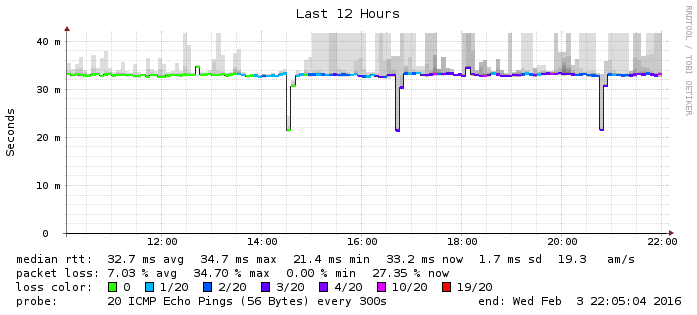 Last 12 Hours
RRDTOOL / TOBI OETIKER
Seconds
40 m
30 m
20 m
10 m
0
12:00 14:00 16:00 18:00 20:00 22:00
median rtt: 32.7 ms avg 34.7 ms max 21.4 ms min 33.2 ms now 1.7 ms sd 19.3 am/s
packet loss: 7.03 % avg 34.70 % max 0.00 % min 27.35 % now
loss color: 0 1/20 2/20 3/20 4/20 10/20 19/20
probe: 20 ICMP Echo Pings (56 Bytes) every 300s end: Wed Feb 3 22:05:04 2016